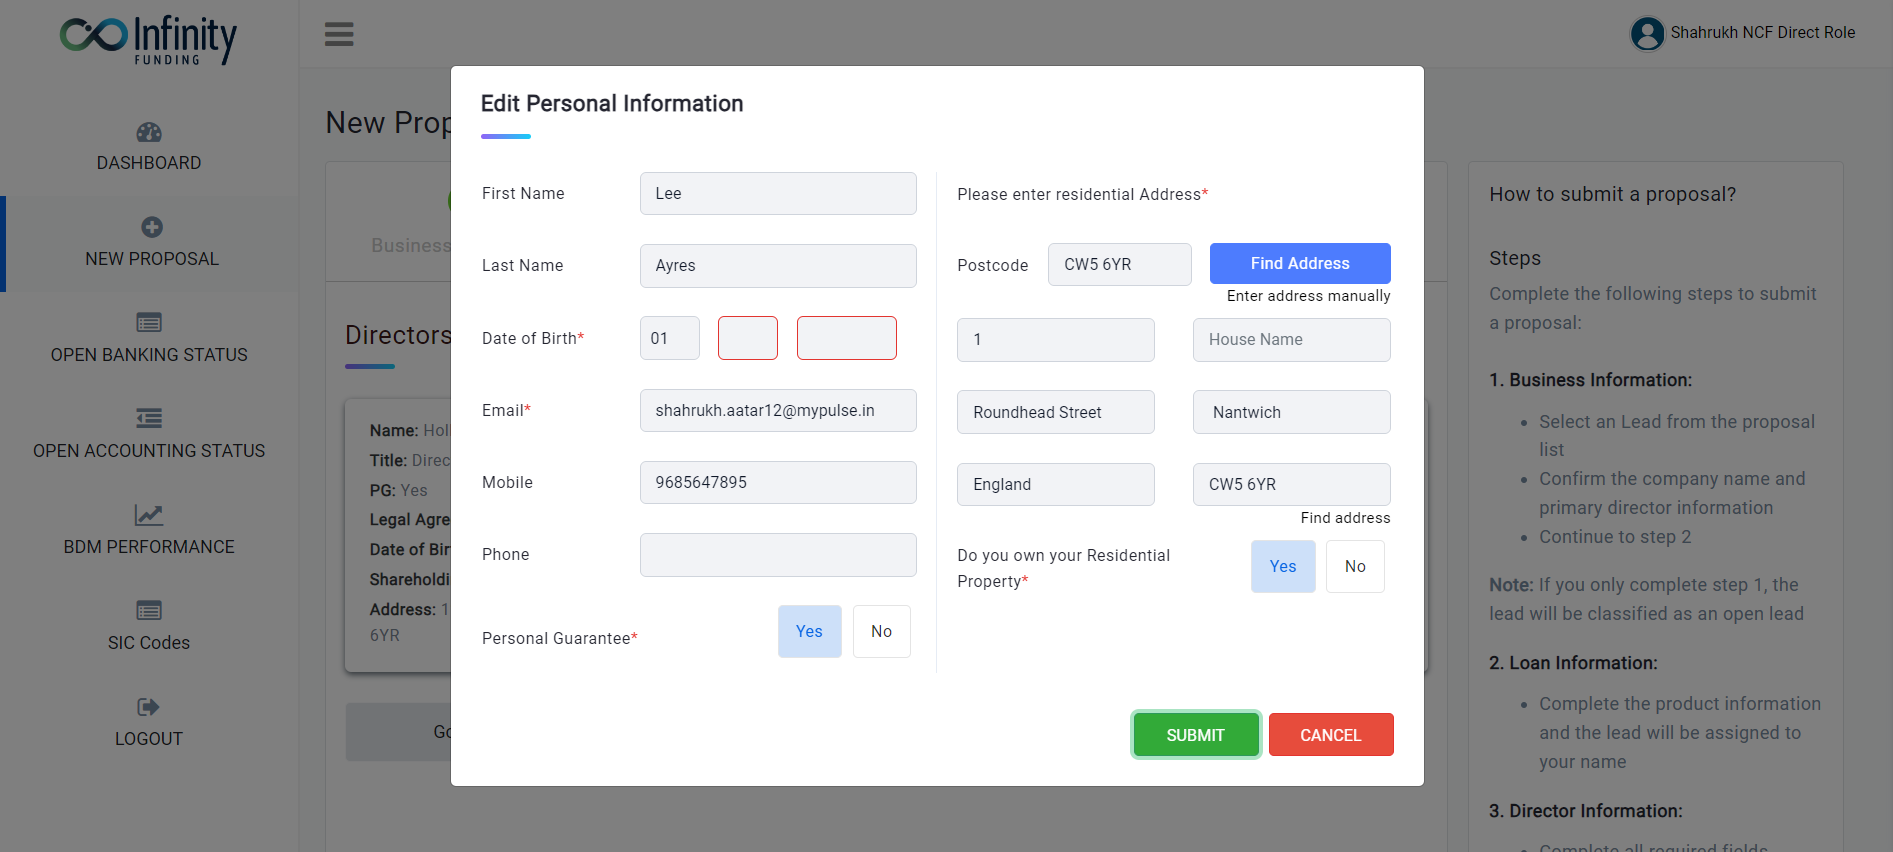 Infinity
FUNDING
Shahrukh NCF Direct Role
DASHBOARD
NEW PROPOSAL
OPEN BANKING STATUS
OPEN ACCOUNTING STATUS
BDM PERFORMANCE
SIC Codes
LOGOUT
New Prop
Business
Directors
Name: Holl
Title: Direc
PG: Yes
Legal Agre
Date of Bir
Shareholdi
Address: 1
6YR
Go
Edit Personal Information
First Name
Lee
Last Name
Ayres
Date of Birth*
01
Email*
shahrukh.aatar12@mypulse.in
Mobile
9685647895
Phone
Personal Guarantee*
Yes
No
Please enter residential Address*
Postcode
CW5 6YR
Find Address
Enter address manually
1
House Name
Roundhead Street
Nantwich
England
CW5 6YR
Find address
Do you own your Residential
Property*
Yes
No
SUBMIT
CANCEL
How to submit a proposal?
Steps
Complete the following steps to submit
a proposal:
1. Business Information:
• Select an Lead from the proposal
list
• Confirm the company name and
primary director information
• Continue to step 2
Note: If you only complete step 1, the
lead will be classified as an open lead
2. Loan Information:
• Complete the product information
and the lead will be assigned to
your name
3. Director Information:
• Complete all required fields